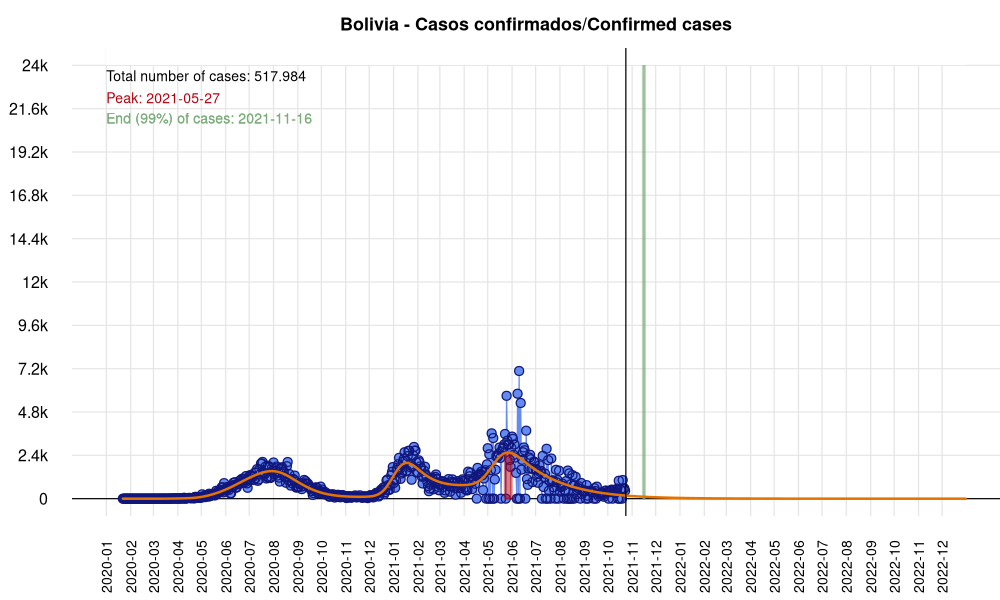 Bolivia - Casos confirmados/Confirmed cases
24k
Total number of cases: 517.984
Peak: 2021-05-27
21.6k
End (99%) of cases: 2021-11-16
19.2k
16.8k
14.4k
12k
9.6k
7.2k
4.8k
2.4k
0
2020-01
2020-02
2020-03
2020-04
2020-05
2020-06
2020-07
2020-08
2020-09
2020-10
2020-11
2020-12
2021-01
2021-02
2021-03
2021-04
2021-05
2021-06
2021-07
2021-08
2021-09
2021-10
2021-11
2021-12
2022-01
2022-02
2022-03
2022-04
2022-05
2022-06
2022-07
2022-08
2022-09
2022-10
2022-11
2022-12